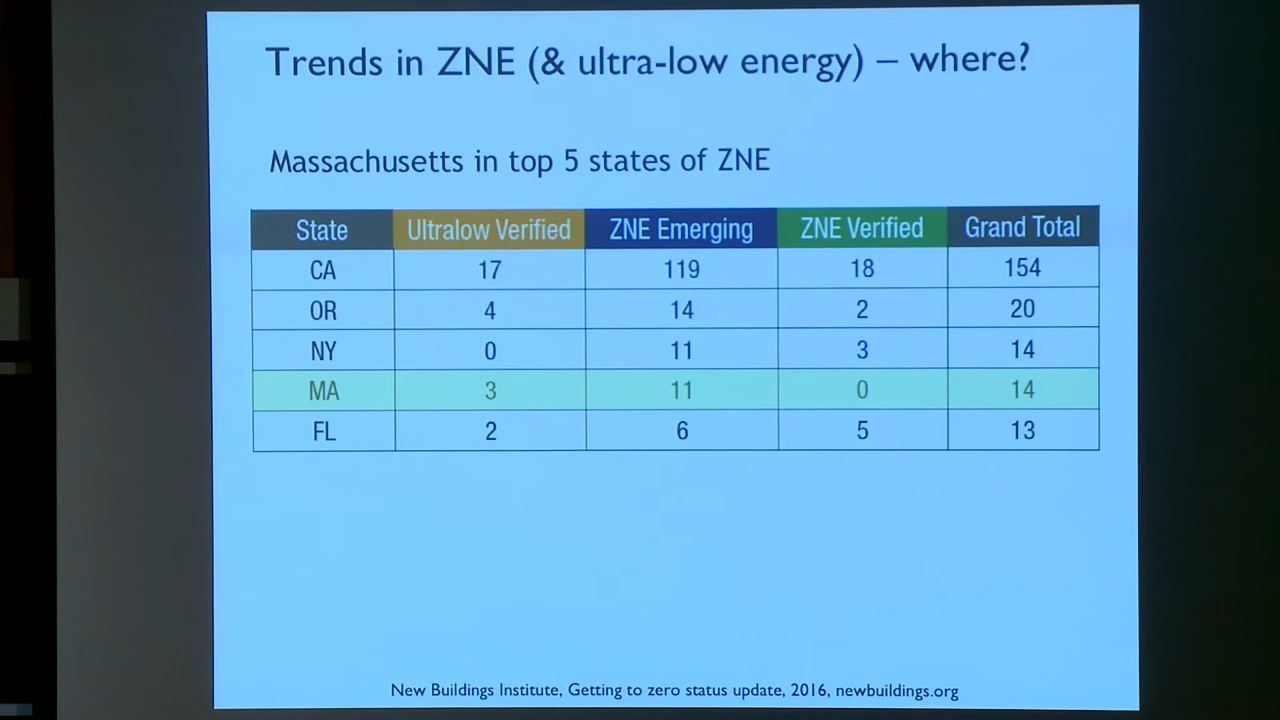 Trends in ZNE (& ultra-low energy) – where?
Massachusetts in top 5 states of ZNE
State Ultralow Verified ZNE Emerging ZNE Verified Grand Total
CA 17 119 18 154
OR 4 14 2 20
NY 0 11 3 14
MA 3 11 0 14
FL 2 6 5 13
New Buildings Institute, Getting to zero status update, 2016, newbuildings.org